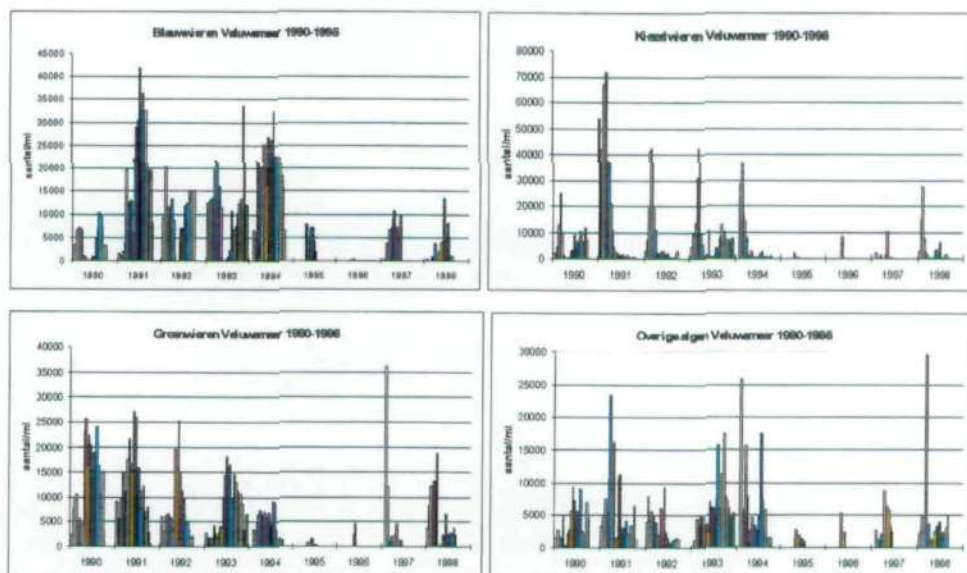 Blauwwieren Veluwemeer 1990-1998
aantal/ml
45000
40000
35000
30000
25000
20000
15000
10000
5000
0
1990 1991 1992 1993 1994 1995 1996 1997 1998
Kiezelwieren Veluwemeer 1990-1998
aantal/ml
80000
70000
60000
50000
40000
30000
20000
10000
0
1990 1991 1992 1993 1994 1995 1996 1997 1998
Groenwieren Veluwemeer 1990-1998
aantal/ml
40000
35000
30000
25000
20000
15000
10000
5000
0
1990 1991 1992 1993 1994 1995 1996 1997 1998
Overige algen Veluwemeer 1990-1998
aantal/ml
30000
25000
20000
15000
10000
5000
0
1990 1991 1992 1993 1994 1995 1996 1997 1998